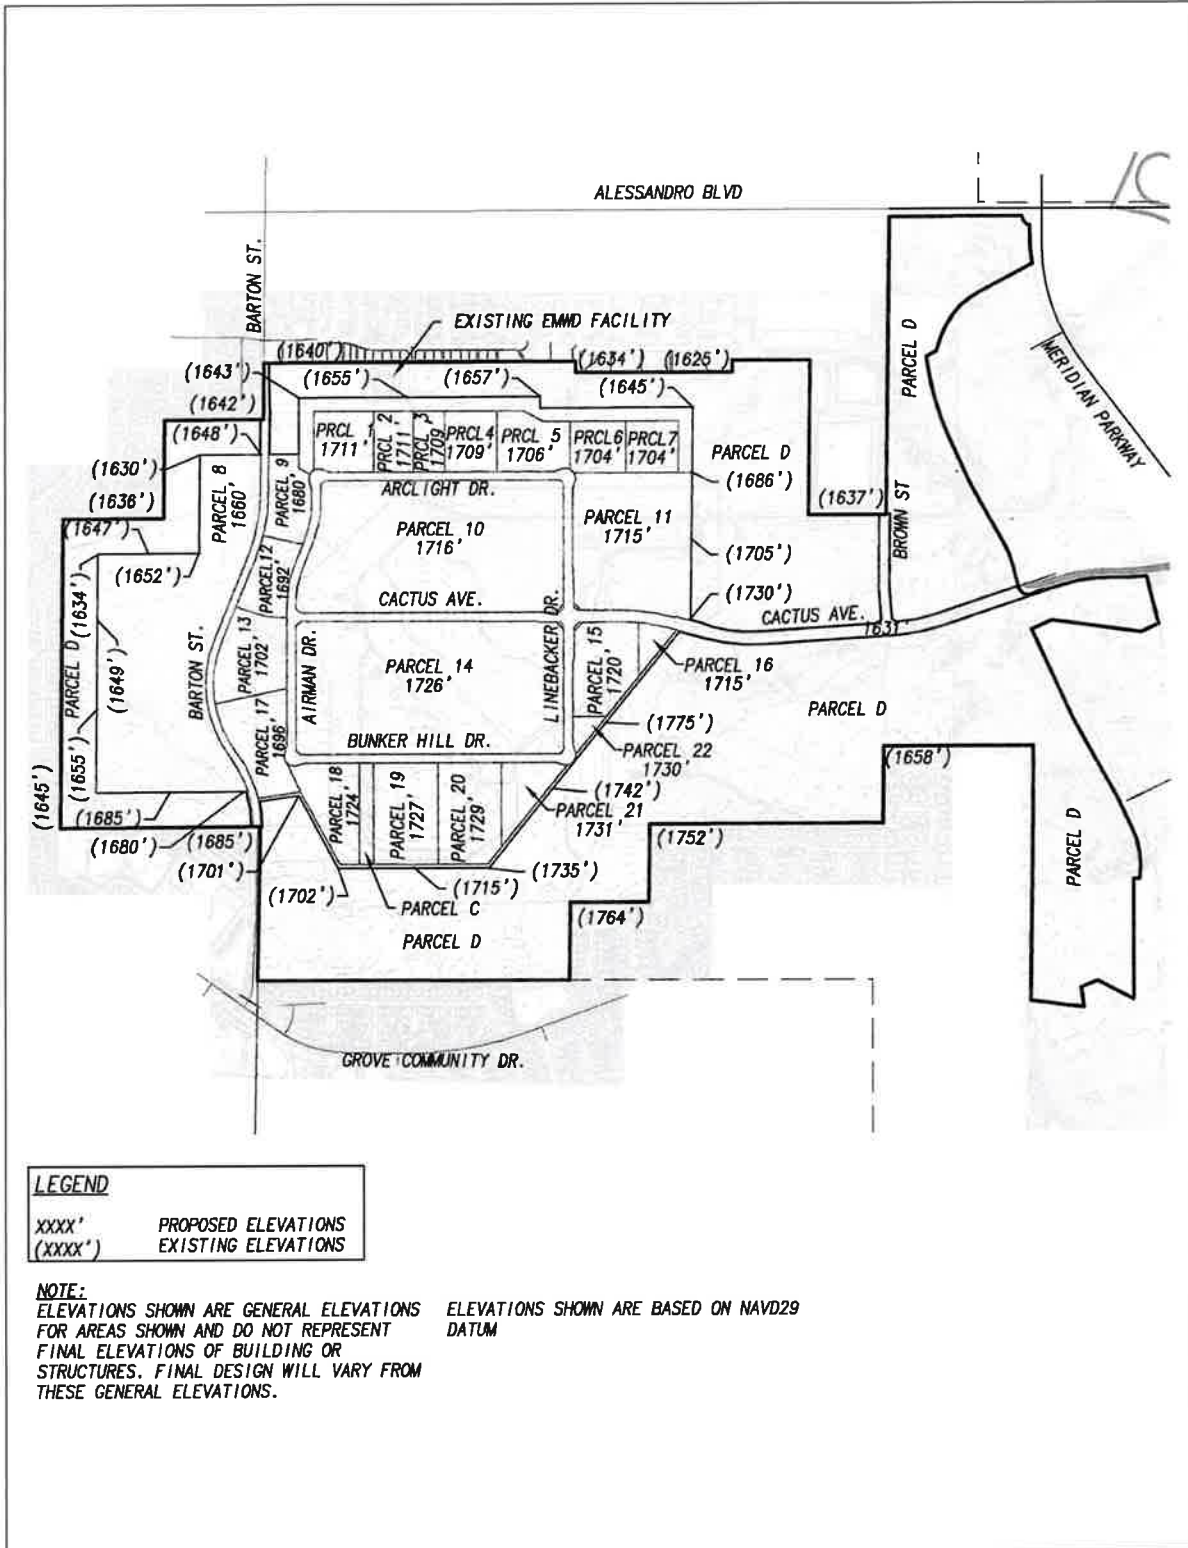 ALESSANDRO BLVD
BARTON ST.
EXISTING EMWD FACILITY
(1640')
(1634')
(1625')
(1643')
(1655')
(1657')
(1645')
(1642')
(1648')
(1630')
(1636')
(1647')
(1652')
PARCEL 8
1660'
PARCEL 9
1680'
PRCL 1
1711'
PRCL 2
1711'
PRCL 3
1709
PRCL4
1709'
PRCL 5
1706'
PRCL6
1704'
PRCL7
1704'
PARCEL D
(1686')
(1637')
PARCEL D
MERIDIAN PARKWAY
BROWN ST
ARCLIGHT DR.
PARCEL 10
1716'
PARCEL 11
1715'
(1705')
(1730')
PARCEL12
1692'
CACTUS AVE.
CACTUS AVE.
1631'
(1634')
PARCEL D
(1649')
(1655')
(1645')
BARTON ST.
PARCEL 13
1702'
AIRMAN DR.
PARCEL 14
1726'
LINEBACKER DR.
PARCEL 15
1720'
PARCEL 16
1715'
PARCEL D
(1775')
PARCEL 22
1730'
(1658')
PARCEL 17
1696'
BUNKER HILL DR.
PARCEL 18
1724'
PARCEL 19
1727'
PARCEL 20
1729'
(1742')
PARCEL 21
1731'
(1752')
PARCEL D
(1685')
(1680')
(1685')
(1701')
(1702')
(1715')
(1735')
PARCEL C
(1764')
PARCEL D
GROVE COMMUNITY DR.
LEGEND
XXXX' PROPOSED ELEVATIONS
(XXXX') EXISTING ELEVATIONS
NOTE:
ELEVATIONS SHOWN ARE GENERAL ELEVATIONS
FOR AREAS SHOWN AND DO NOT REPRESENT
FINAL ELEVATIONS OF BUILDING OR
STRUCTURES. FINAL DESIGN WILL VARY FROM
THESE GENERAL ELEVATIONS.
ELEVATIONS SHOWN ARE BASED ON NAVD29
DATUM